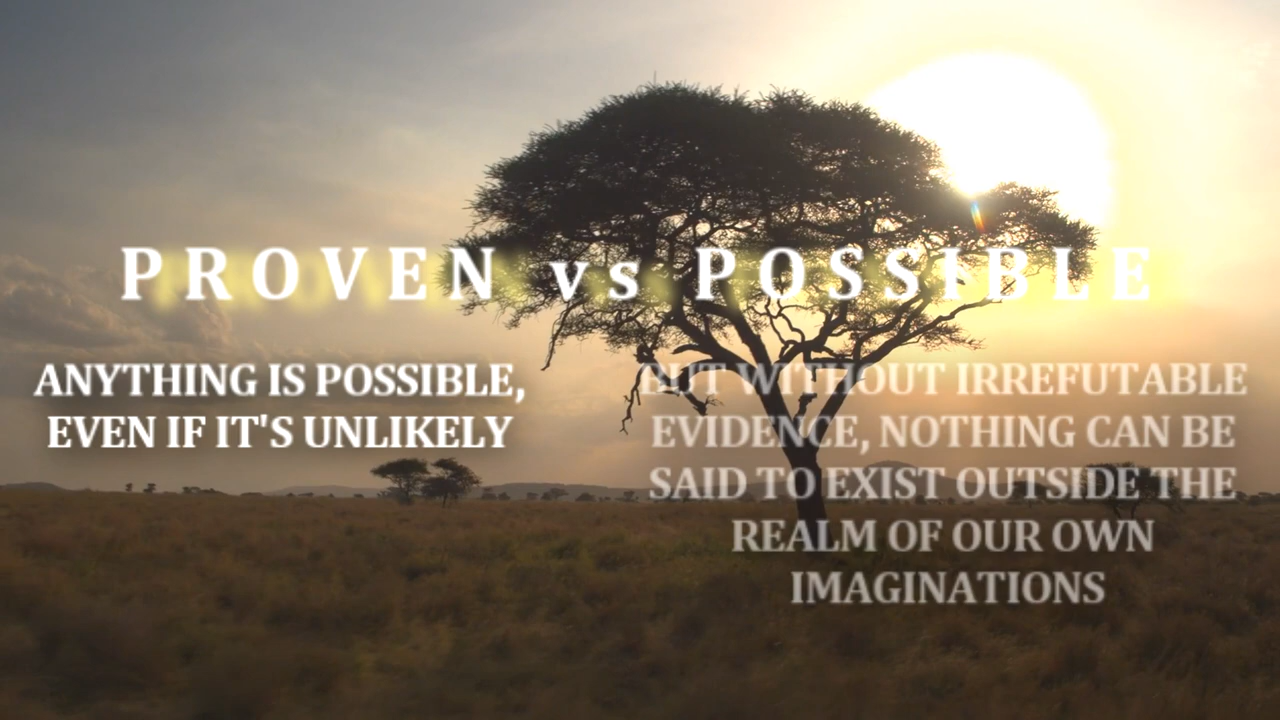 PROVEN vs POSSIBLE
ANYTHING IS POSSIBLE,
EVEN IF IT'S UNLIKELY
BUT WITHOUT IRREFUTABLE
EVIDENCE, NOTHING CAN BE
SAID TO EXIST OUTSIDE THE
REALM OF OUR OWN
IMAGINATIONS